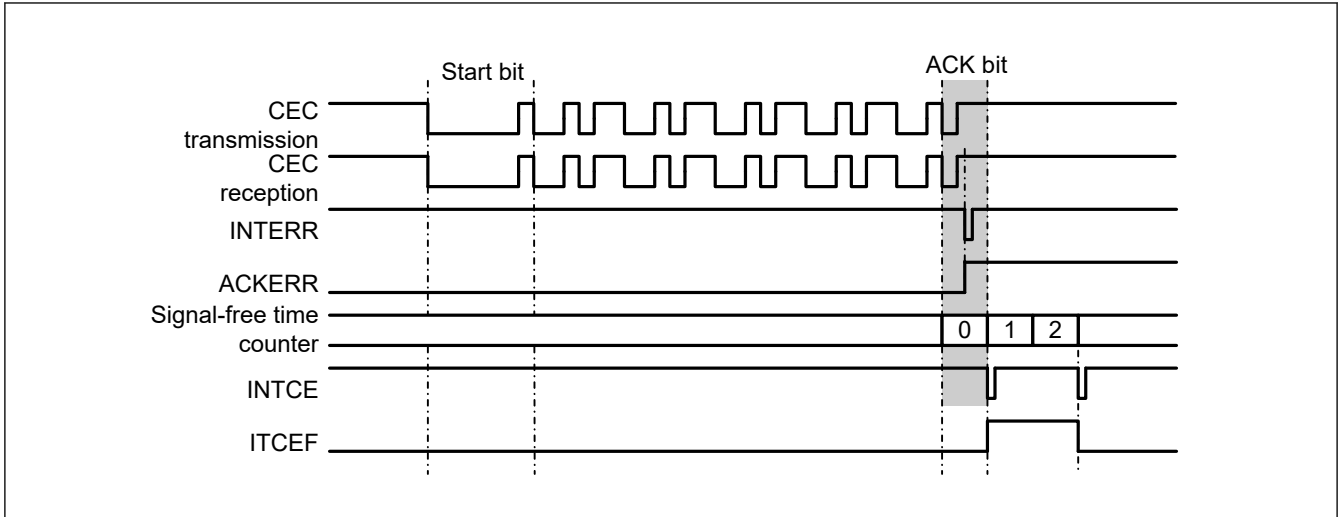 Start bit
ACK bit
CEC
transmission
CEC
reception
INTERR
ACKERR
Signal-free time
counter
0 1 2
INTCE
ITCEF